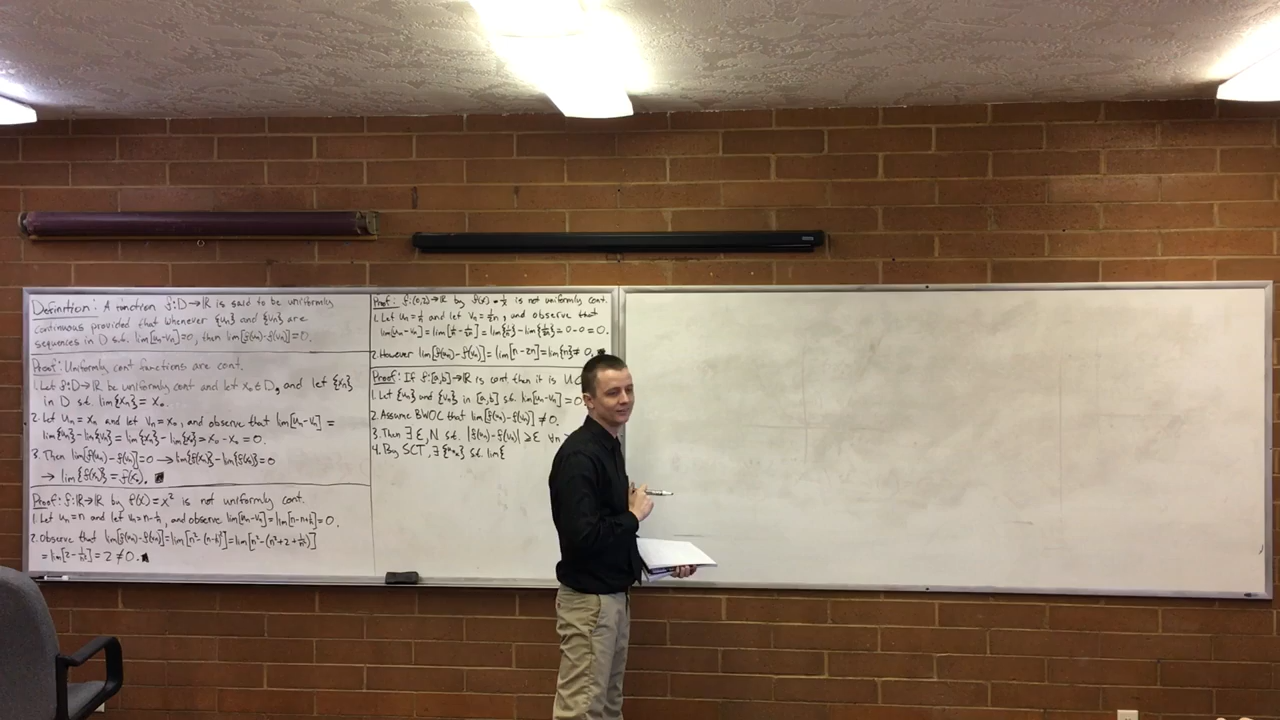 Definition: A function f:D→ℝ is said to be uniformly
continuous provided that whenever {un} and {vn} are
sequences in D s.t. lim[un-vn]=0, then lim[f(un)-f(vn)]=0.
Proof: Uniformly cont functions are cont.
1. Let f:D→ℝ be uniformly cont and let x₀∈D, and let {xn}
in D s.t. lim{xn}= x₀.
2. Let un = xn and let vn = x₀, and observe that lim[un-vn] =
lim{un}-lim{vn} = lim{xn}-lim{x₀} = x₀-x₀ = 0.
3. Then lim[f(un)-f(vn)]=0 → lim{f(xn)}-lim{f(x₀)}=0
→ lim{f(xn)} = f(x₀). ■
Proof: f:ℝ→ℝ by f(x)=x² is not uniformly cont.
1. Let un=n and let vn=n-1/n, and observe lim[un-vn]=lim[n-n+1/n]=0.
2. Observe that lim[f(un)-f(vn)]=lim[n²-(n-1/n)²]=lim[n²-(n²+2+1/n²)]
=lim[2-1/n²]=2≠0. ■
Proof: f:(0,2)→ℝ by f(x)=1/x is not uniformly cont.
1. Let un=1/n and let vn=1/2n, and observe that
lim[un-vn]=lim[1/n-1/2n]=lim{1/n}-lim{1/2n}=0-0=0.
2. However lim[f(un)-f(vn)]=lim[n-2n]=lim{n}≠0. ■
Proof: If f:[a,b]→ℝ is cont. then it is
1. Let {un} and {vn} in [a,b] s.t. lim[un-vn]=0
2. Assume BWOC that lim[f(un)-f(vn)]≠0.
3. Then ∃ ε, N s.t. |f(un)-f(vn)|≥ε ∀n
4. By SCT, ∃ s.t. lim{